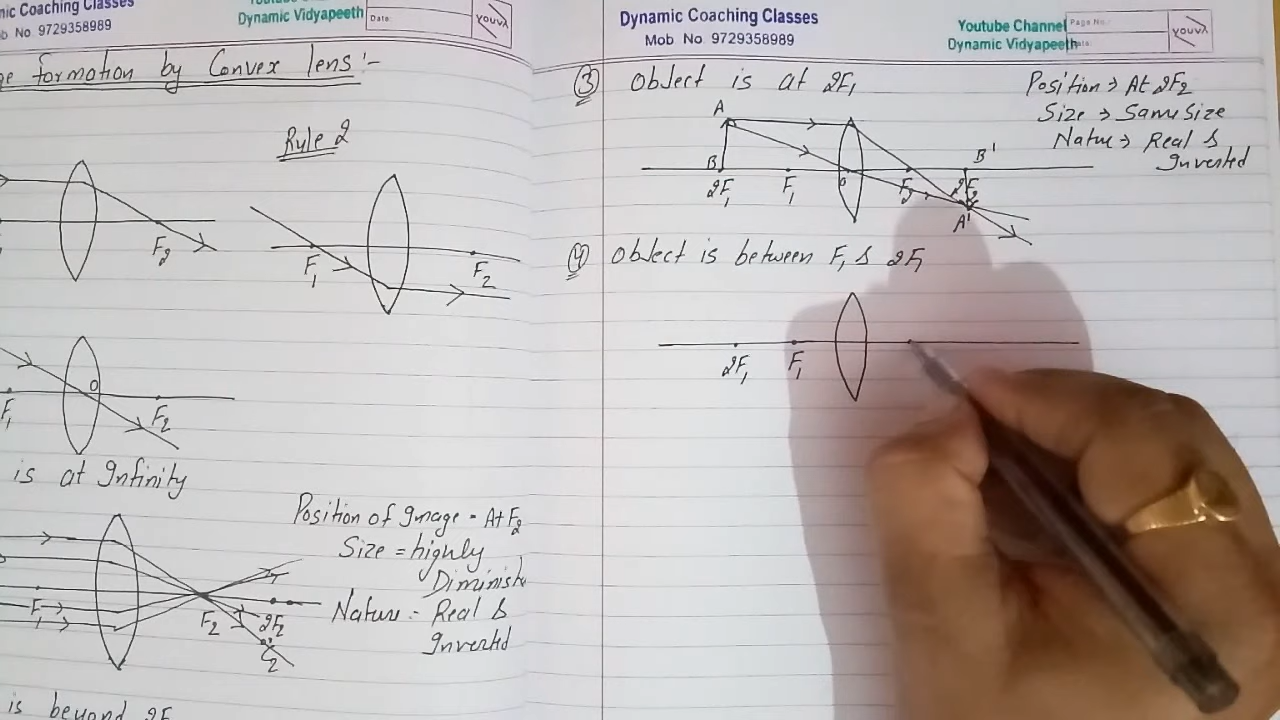 nic Coaching Classes
b No 9729358989
Dynamic Vidyapeeth
Date:
youva
ge formation by Convex lens:-
Rule 2
F2
F1
F2
O
F1
F2
is at Infinity
Position of Image - At F2
Size = highly
Diminish
Nature = Real &
Inverted
F1
F2
2F2
C2
is beyond 2F
Dynamic Coaching Classes
Mob No 9729358989
Youtube Channel
Dynamic Vidyapeeth
Page No.:
Date:
youva
③ Object is at 2F1
Position → At 2F2
Size → Same Size
Nature → Real &
Inverted
A
B
2F1
F1
O
F2
2F2
B'
A'
④ Object is between F1 & 2F1
2F1
F1